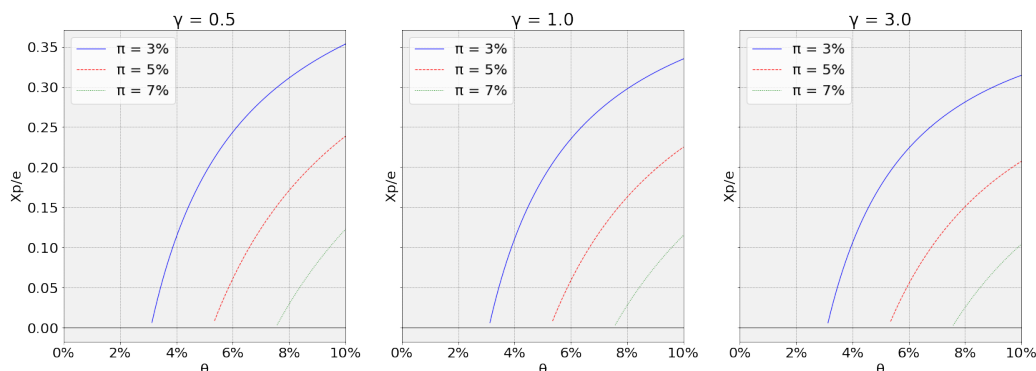 γ = 0.5
γ = 1.0
γ = 3.0
π = 3%
π = 5%
π = 7%
π = 3%
π = 5%
π = 7%
π = 3%
π = 5%
π = 7%
Xp/e
Xp/e
Xp/e
0.35
0.30
0.25
0.20
0.15
0.10
0.05
0.00
0% 2% 4% 6% 8% 10%
0% 2% 4% 6% 8% 10%
0% 2% 4% 6% 8% 10%
θ
θ
θ